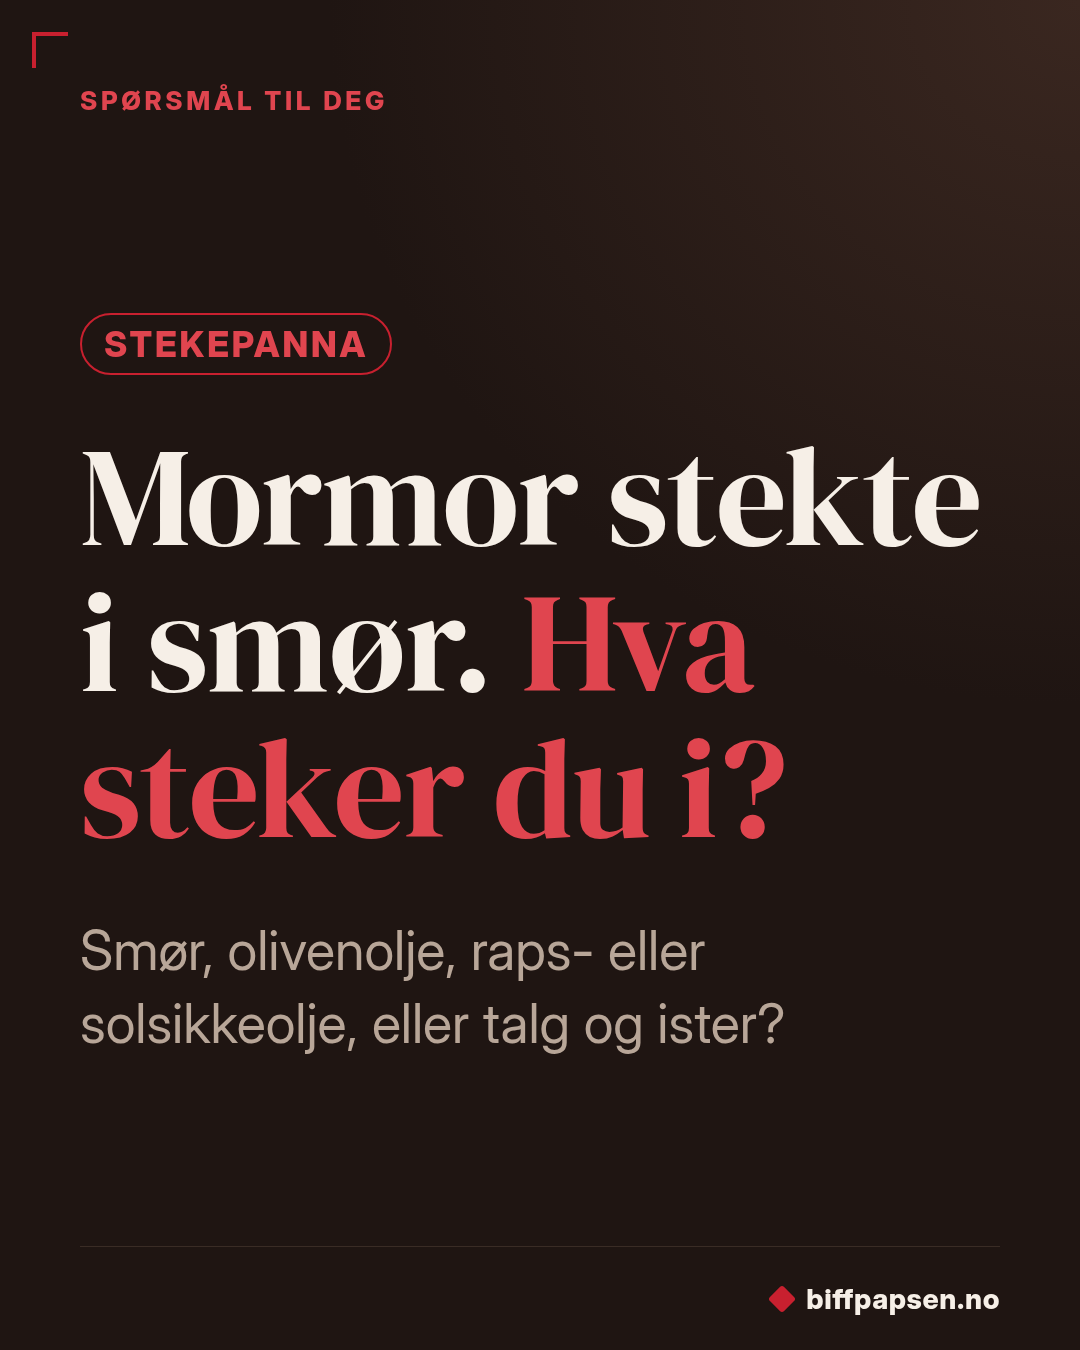 SPØRSMÅL TIL DEG
STEKEPANNA
Mormor stekte
i smør. Hva
steker du i?
Smør, olivenolje, raps- eller
solsikkeolje, eller talg og ister?
biffpapsen.no